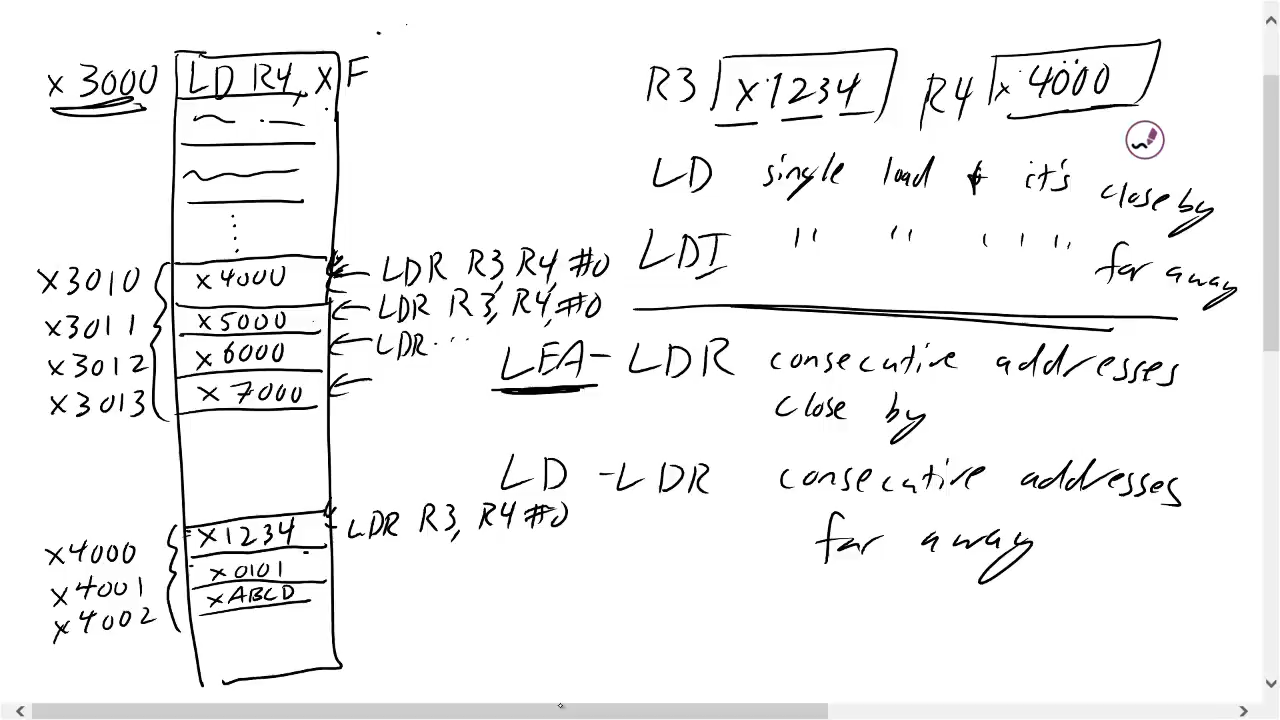 x3000 LD R4, xF
R3 x1234 R4 x4000
LD single load & it's close by
LDI " " " " " far away
x3010 x4000 LDR R3, R4, #0
x3011 x5000 LDR R3, R4, #0
x3012 x6000 LDR ...
x3013 x7000
LEA-LDR consecutive addresses
close by
LD -LDR consecutive addresses
far away
x4000 x1234 LDR R3, R4 #0
x4001 x0101
x4002 xABCD